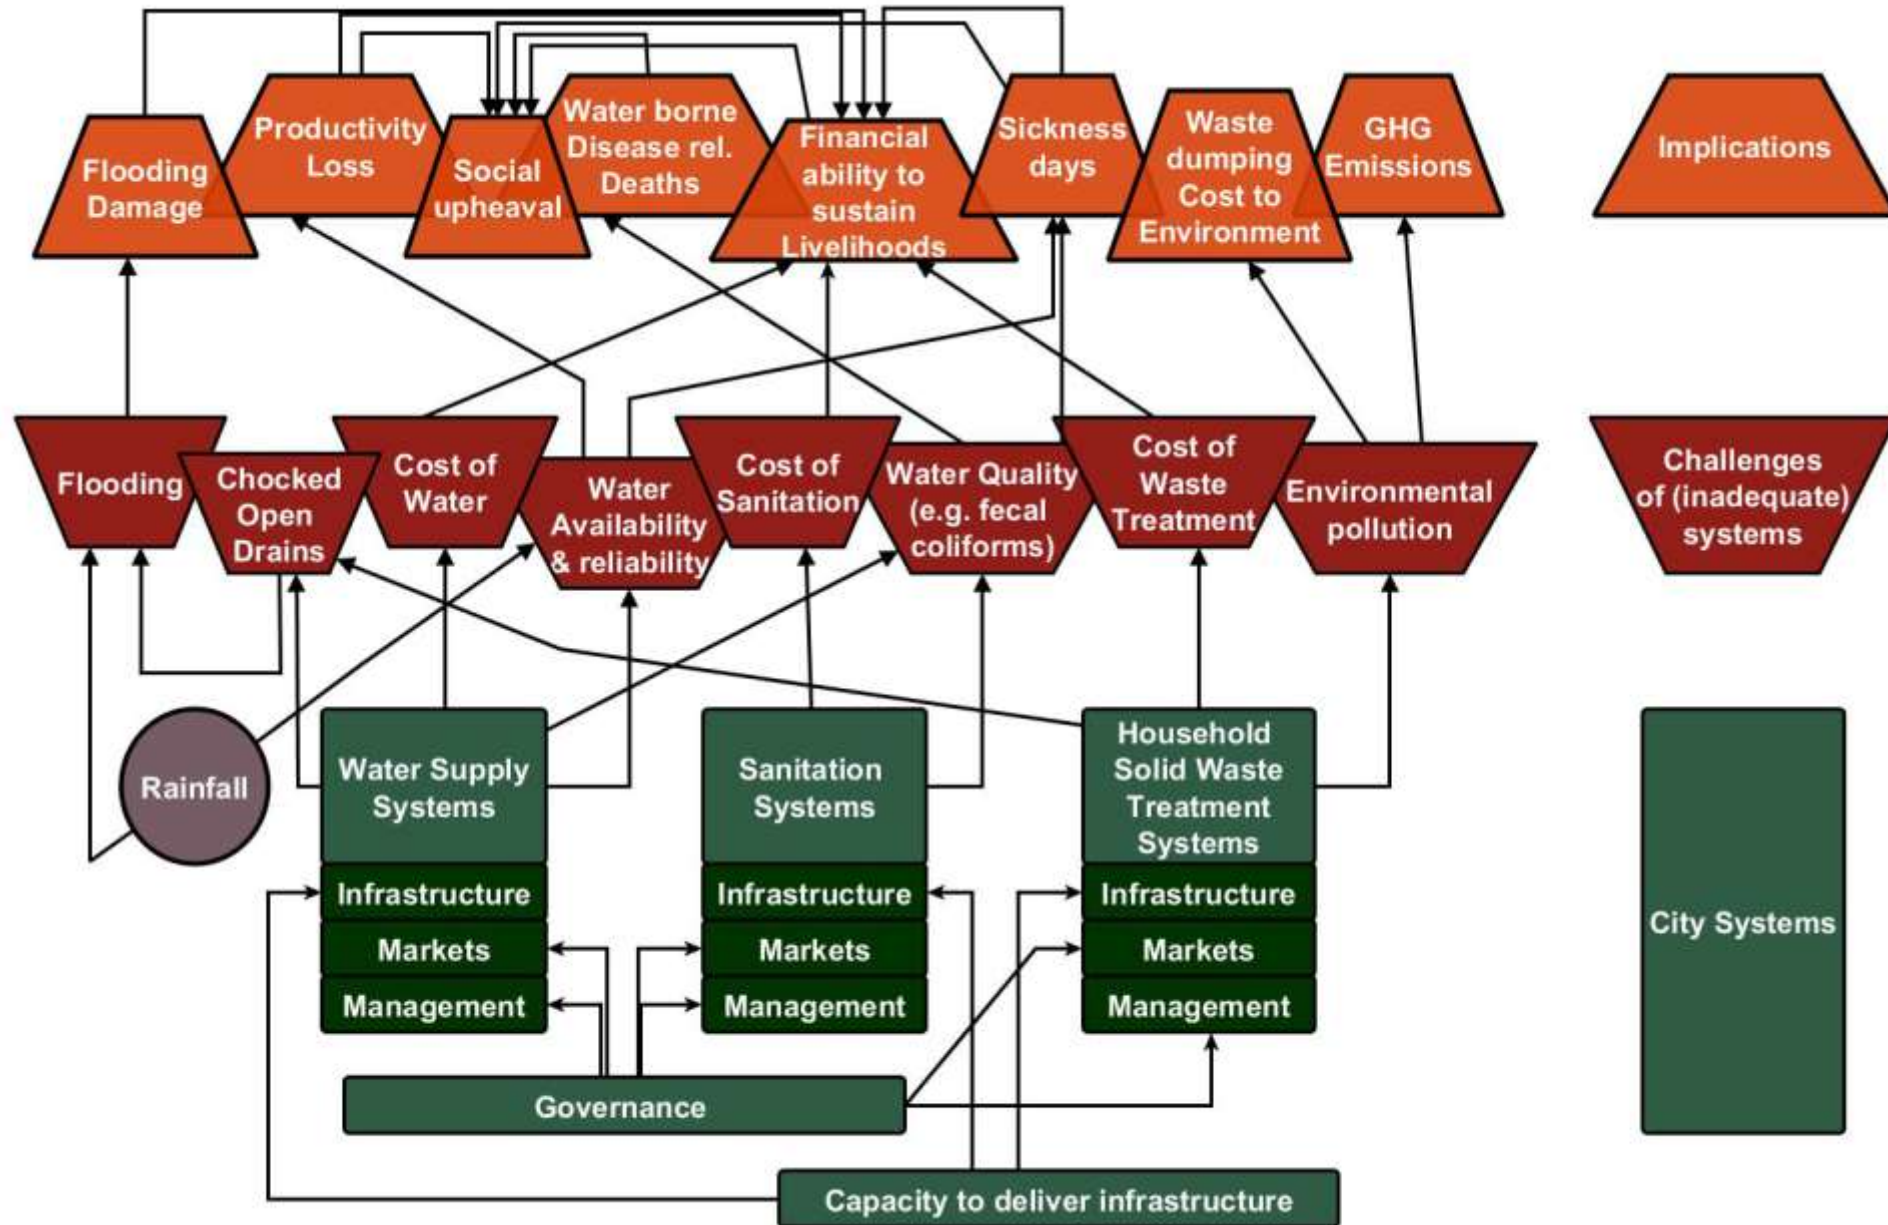 Flooding
Damage
Productivity
Loss
Social
upheaval
Water borne
Disease rel.
Deaths
Financial
ability to
sustain
Livelihoods
Sickness
days
Waste
dumping
Cost to
Environment
GHG
Emissions
Implications
Flooding
Chocked
Open
Drains
Cost of
Water
Water
Availability
& reliability
Cost of
Sanitation
Water Quality
(e.g. fecal
coliforms)
Cost of
Waste
Treatment
Environmental
pollution
Challenges
of (inadequate)
systems
Rainfall
Water Supply
Systems
Infrastructure
Markets
Management
Sanitation
Systems
Infrastructure
Markets
Management
Household
Solid Waste
Treatment
Systems
Infrastructure
Markets
Management
City Systems
Governance
Capacity to deliver infrastructure